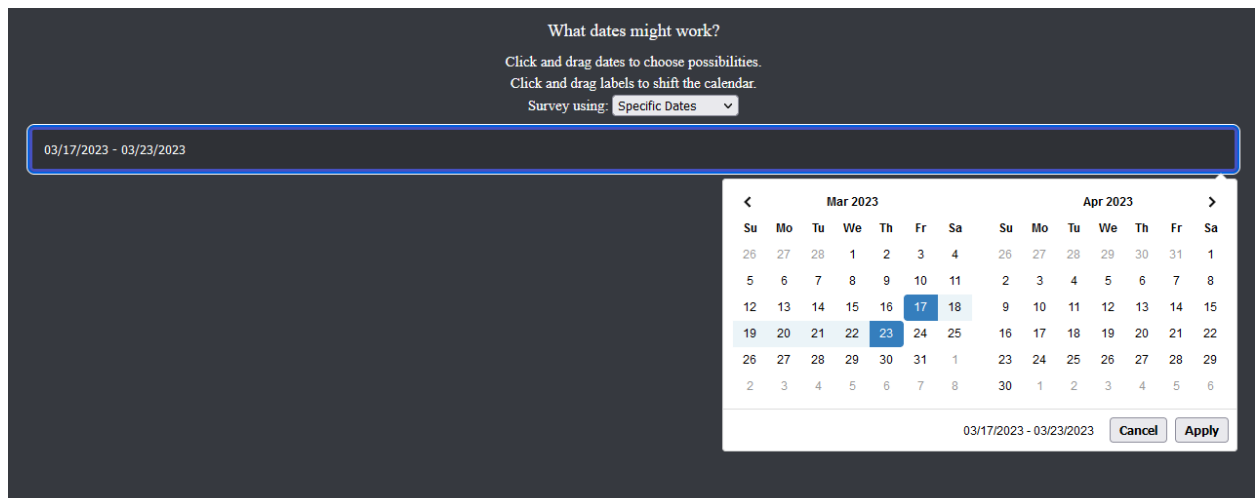 What dates might work?
Click and drag dates to choose possibilities.
Click and drag labels to shift the calendar.
Survey using: Specific Dates
03/17/2023 - 03/23/2023
Mar 2023
Su Mo Tu We Th Fr Sa
26 27 28 1 2 3 4
5 6 7 8 9 10 11
12 13 14 15 16 17 18
19 20 21 22 23 24 25
26 27 28 29 30 31 1
2 3 4 5 6 7 8
Apr 2023
Su Mo Tu We Th Fr Sa
26 27 28 29 30 31 1
2 3 4 5 6 7 8
9 10 11 12 13 14 15
16 17 18 19 20 21 22
23 24 25 26 27 28 29
30 1 2 3 4 5 6
03/17/2023 - 03/23/2023 Cancel Apply